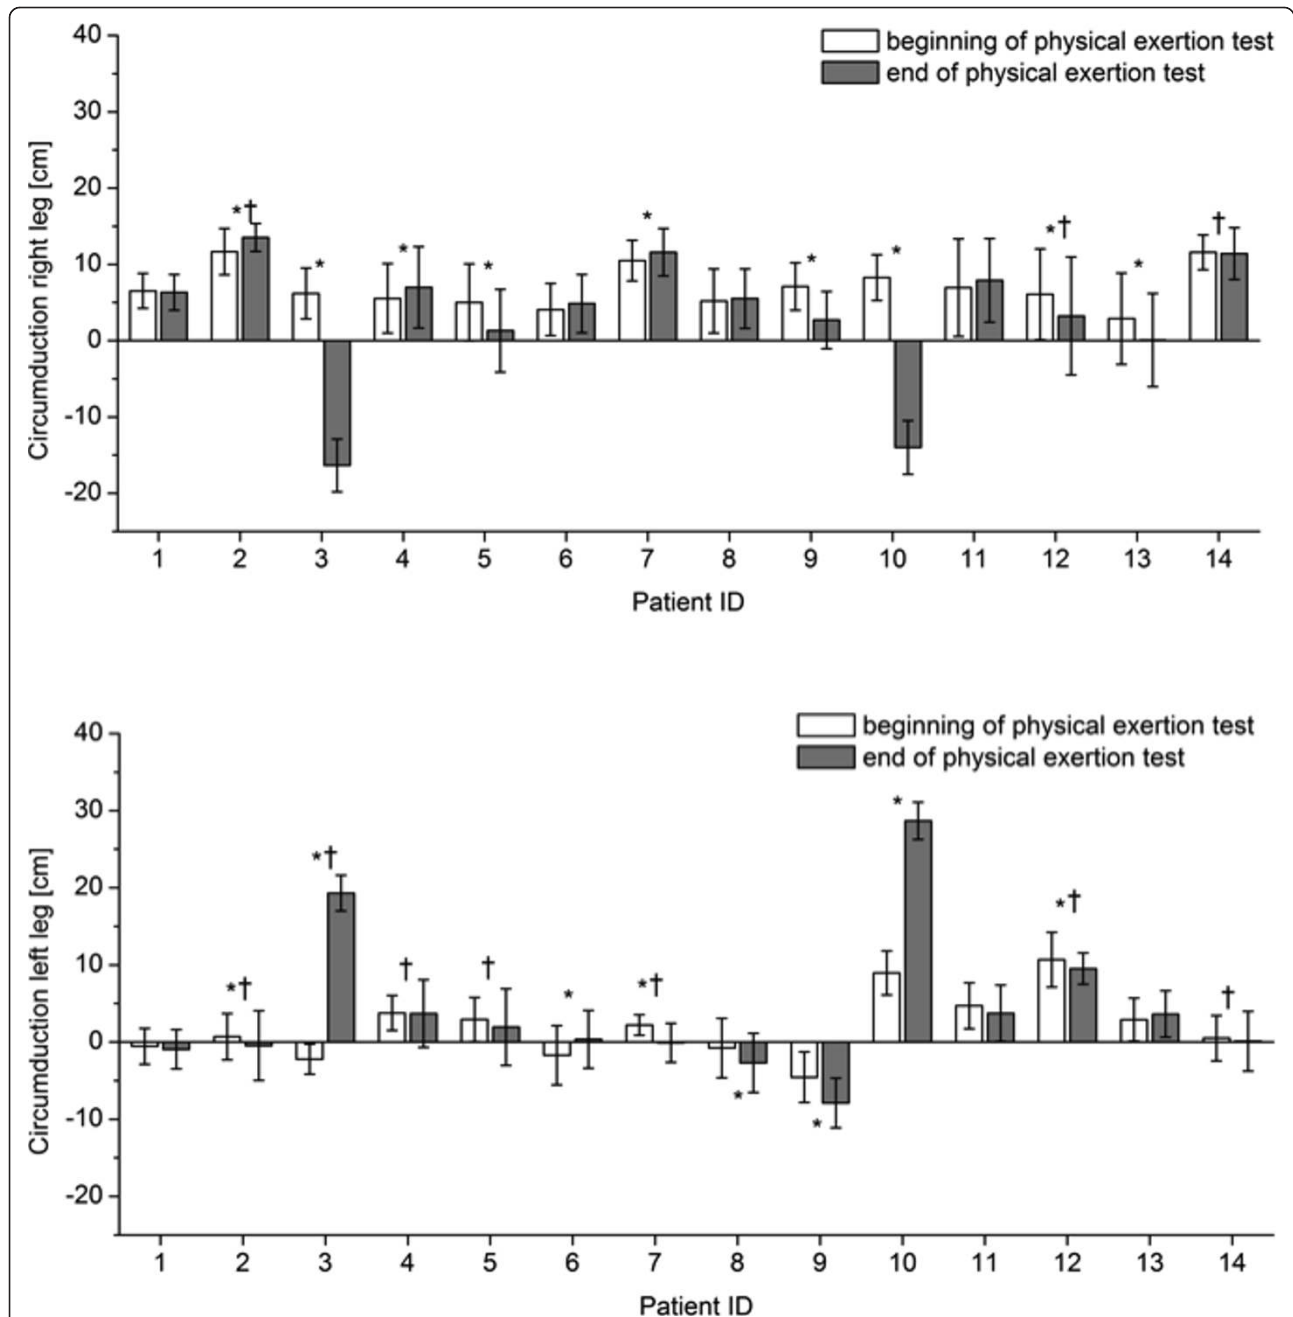 beginning of physical exertion test
end of physical exertion test
Circumduction right leg [cm]
40
30
20
10
0
-10
-20
*† * * * * * * *† * †
1 2 3 4 5 6 7 8 9 10 11 12 13 14
Patient ID
beginning of physical exertion test
end of physical exertion test
Circumduction left leg [cm]
40
30
20
10
0
-10
-20
*† *† † † * *† * * * *† †
1 2 3 4 5 6 7 8 9 10 11 12 13 14
Patient ID